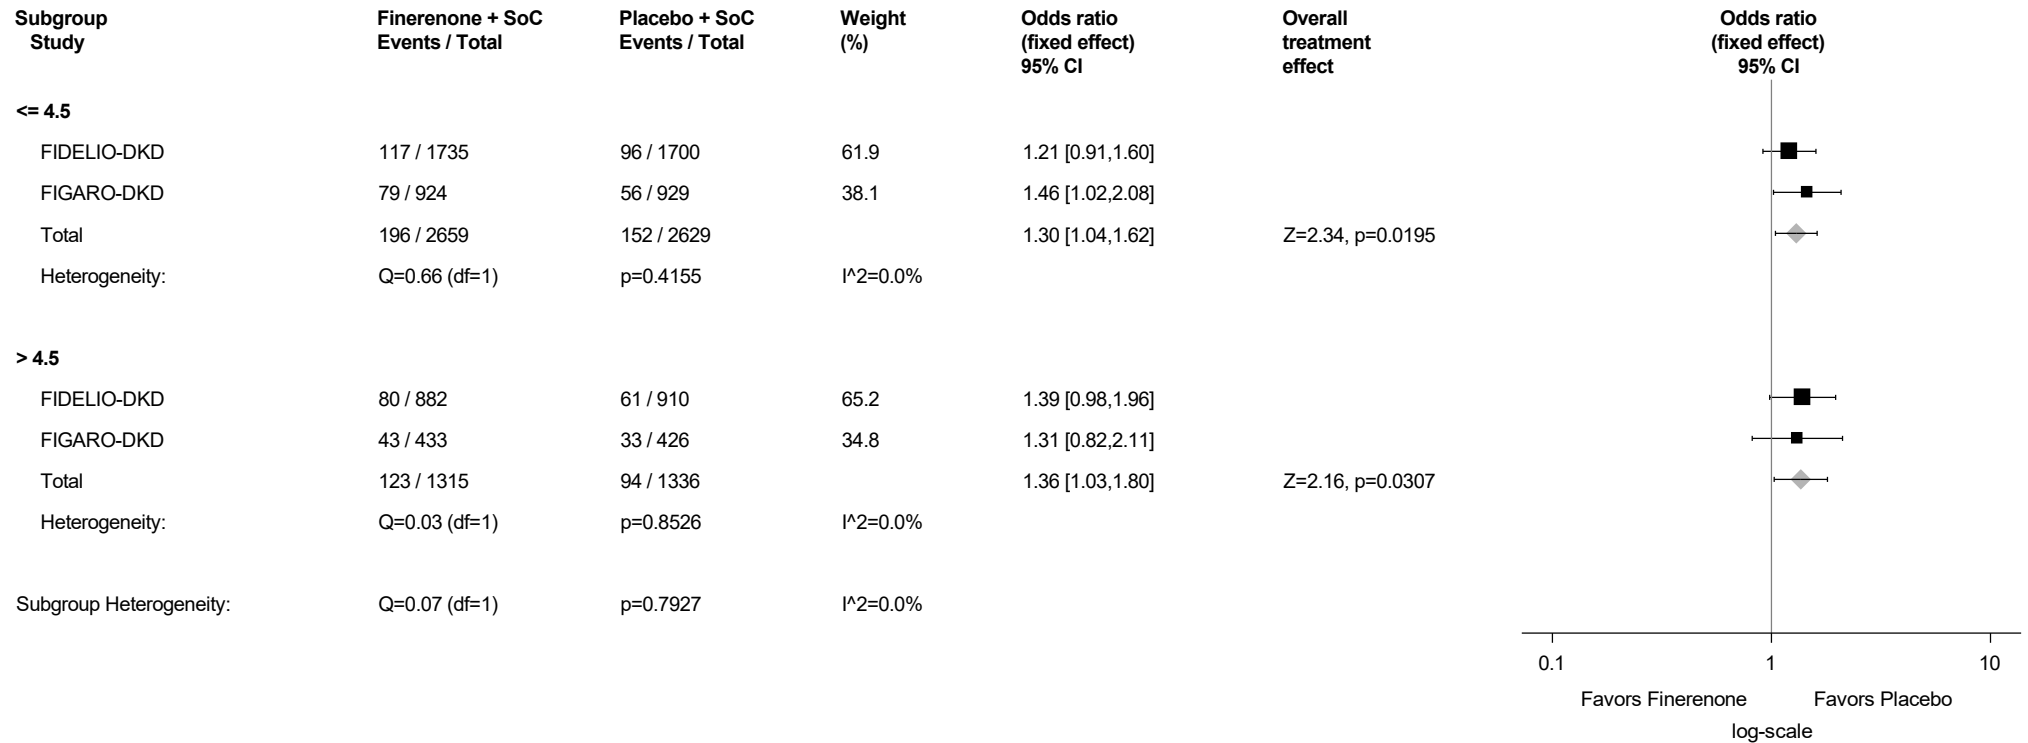 Subgroup Finerenone + SoC Placebo + SoC Weight Odds ratio Overall Odds ratio
Study Events / Total Events / Total (%) (fixed effect) treatment (fixed effect)
95% CI effect 95% CI
<= 4.5
FIDELIO-DKD 117 / 1735 96 / 1700 61.9 1.21 [0.91,1.60]
FIGARO-DKD 79 / 924 56 / 929 38.1 1.46 [1.02,2.08]
Total 196 / 2659 152 / 2629 1.30 [1.04,1.62] Z=2.34, p=0.0195
Heterogeneity: Q=0.66 (df=1) p=0.4155 I^2=0.0%
> 4.5
FIDELIO-DKD 80 / 882 61 / 910 65.2 1.39 [0.98,1.96]
FIGARO-DKD 43 / 433 33 / 426 34.8 1.31 [0.82,2.11]
Total 123 / 1315 94 / 1336 1.36 [1.03,1.80] Z=2.16, p=0.0307
Heterogeneity: Q=0.03 (df=1) p=0.8526 I^2=0.0%
Subgroup Heterogeneity: Q=0.07 (df=1) p=0.7927 I^2=0.0%
0.1 1 10
Favors Finerenone Favors Placebo
log-scale